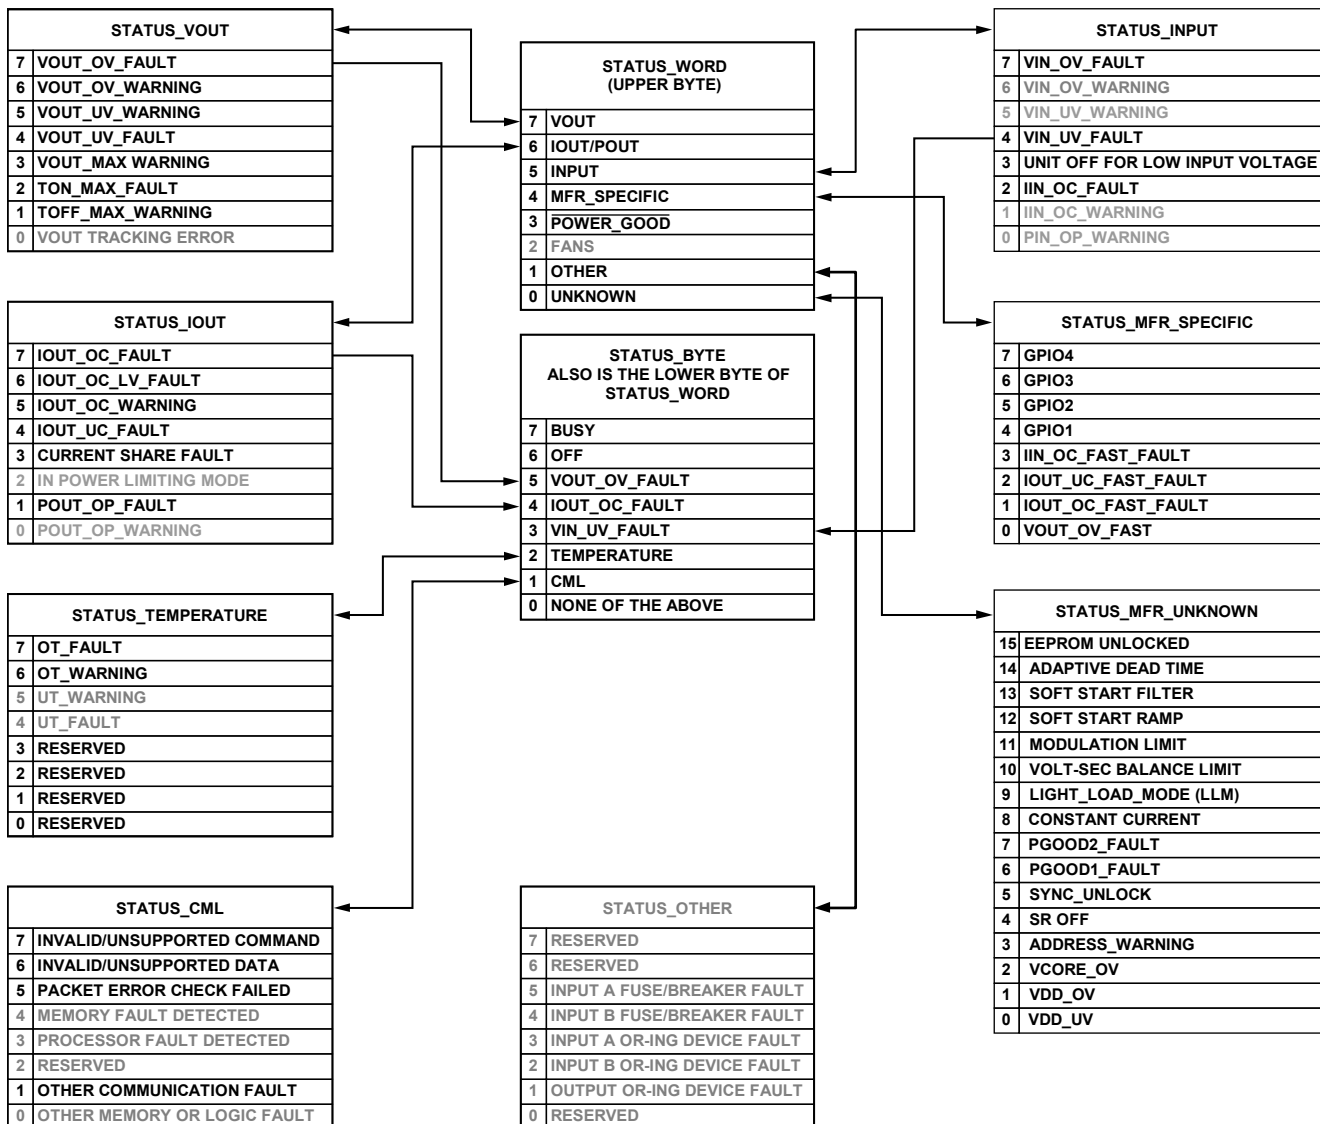 STATUS_VOUT
7 VOUT_OV_FAULT
6 VOUT_OV_WARNING
5 VOUT_UV_WARNING
4 VOUT_UV_FAULT
3 VOUT_MAX WARNING
2 TON_MAX_FAULT
1 TOFF_MAX_WARNING
0 VOUT TRACKING ERROR
STATUS_IOUT
7 IOUT_OC_FAULT
6 IOUT_OC_LV_FAULT
5 IOUT_OC_WARNING
4 IOUT_UC_FAULT
3 CURRENT SHARE FAULT
2 IN POWER LIMITING MODE
1 POUT_OP_FAULT
0 POUT_OP_WARNING
STATUS_TEMPERATURE
7 OT_FAULT
6 OT_WARNING
5 UT_WARNING
4 UT_FAULT
3 RESERVED
2 RESERVED
1 RESERVED
0 RESERVED
STATUS_CML
7 INVALID/UNSUPPORTED COMMAND
6 INVALID/UNSUPPORTED DATA
5 PACKET ERROR CHECK FAILED
4 MEMORY FAULT DETECTED
3 PROCESSOR FAULT DETECTED
2 RESERVED
1 OTHER COMMUNICATION FAULT
0 OTHER MEMORY OR LOGIC FAULT
STATUS_WORD
(UPPER BYTE)
7 VOUT
6 IOUT/POUT
5 INPUT
4 MFR_SPECIFIC
3 POWER_GOOD
2 FANS
1 OTHER
0 UNKNOWN
STATUS_BYTE
ALSO IS THE LOWER BYTE OF
STATUS_WORD
7 BUSY
6 OFF
5 VOUT_OV_FAULT
4 IOUT_OC_FAULT
3 VIN_UV_FAULT
2 TEMPERATURE
1 CML
0 NONE OF THE ABOVE
STATUS_OTHER
7 RESERVED
6 RESERVED
5 INPUT A FUSE/BREAKER FAULT
4 INPUT B FUSE/BREAKER FAULT
3 INPUT A OR-ING DEVICE FAULT
2 INPUT B OR-ING DEVICE FAULT
1 OUTPUT OR-ING DEVICE FAULT
0 RESERVED
STATUS_INPUT
7 VIN_OV_FAULT
6 VIN_OV_WARNING
5 VIN_UV_WARNING
4 VIN_UV_FAULT
3 UNIT OFF FOR LOW INPUT VOLTAGE
2 IIN_OC_FAULT
1 IIN_OC_WARNING
0 PIN_OP_WARNING
STATUS_MFR_SPECIFIC
7 GPIO4
6 GPIO3
5 GPIO2
4 GPIO1
3 IIN_OC_FAST_FAULT
2 IOUT_UC_FAST_FAULT
1 IOUT_OC_FAST_FAULT
0 VOUT_OV_FAST
STATUS_MFR_UNKNOWN
15 EEPROM UNLOCKED
14 ADAPTIVE DEAD TIME
13 SOFT START FILTER
12 SOFT START RAMP
11 MODULATION LIMIT
10 VOLT-SEC BALANCE LIMIT
9 LIGHT_LOAD_MODE (LLM)
8 CONSTANT CURRENT
7 PGOOD2_FAULT
6 PGOOD1_FAULT
5 SYNC_UNLOCK
4 SR OFF
3 ADDRESS_WARNING
2 VCORE_OV
1 VDD_OV
0 VDD_UV